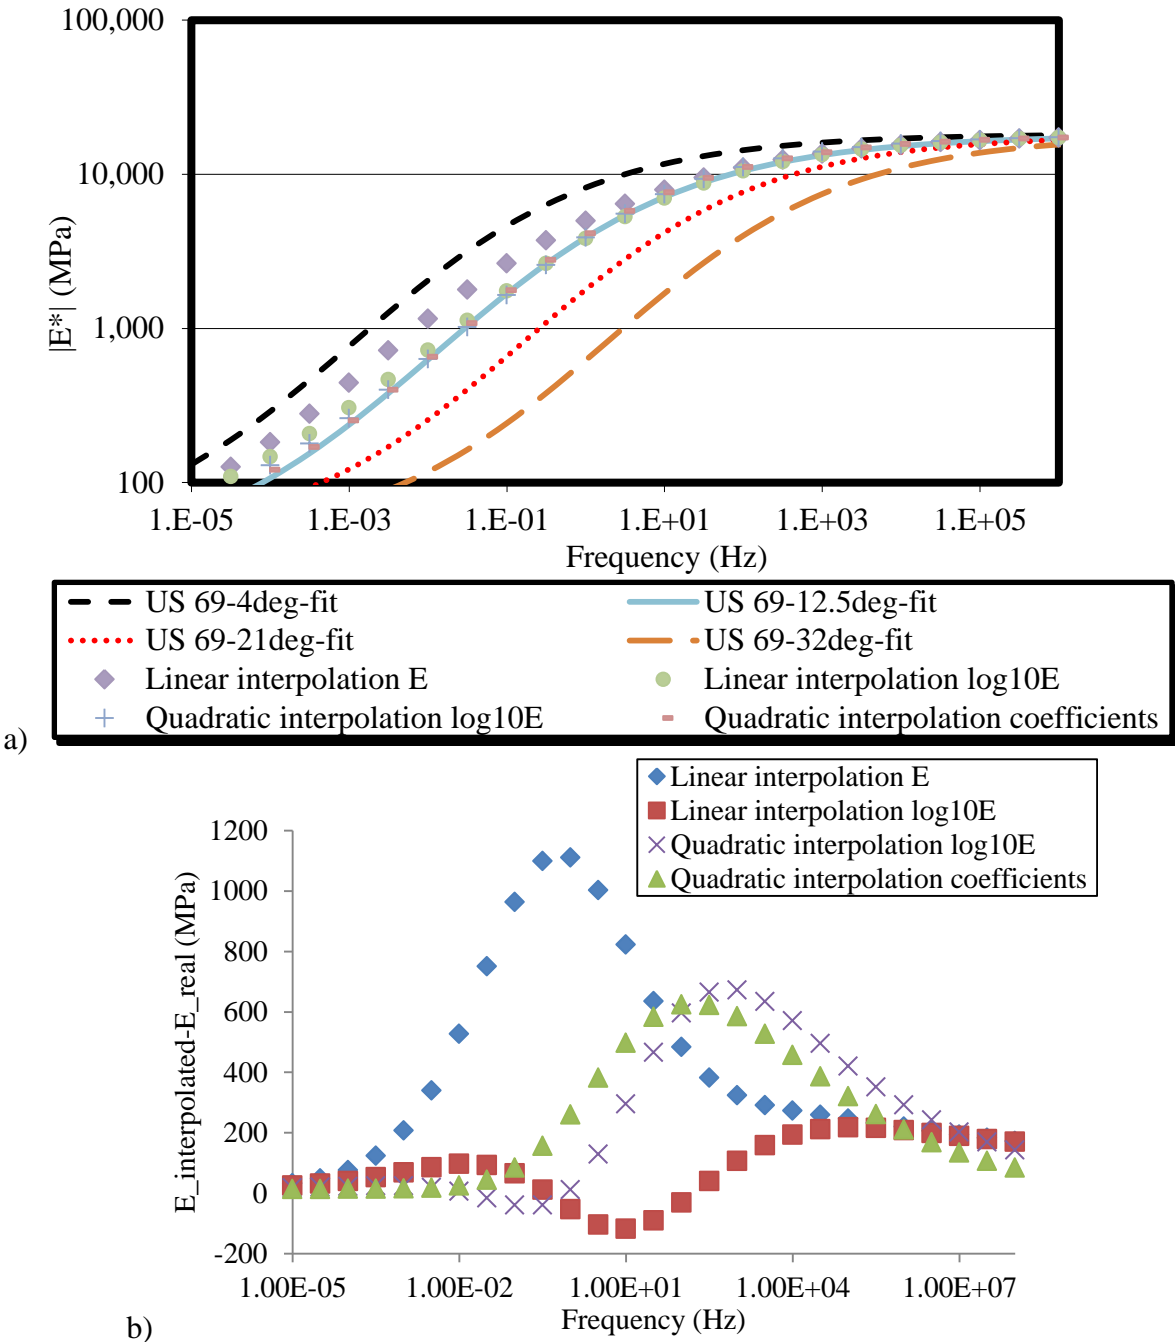 100,000
10,000
1,000
100
|E*| (MPa)
1.E-05 1.E-03 1.E-01 1.E+01 1.E+03 1.E+05
Frequency (Hz)
US 69-4deg-fit US 69-12.5deg-fit
US 69-21deg-fit US 69-32deg-fit
Linear interpolation E Linear interpolation log10E
Quadratic interpolation log10E Quadratic interpolation coefficients
a)
Linear interpolation E
Linear interpolation log10E
Quadratic interpolation log10E
Quadratic interpolation coefficients
1200
1000
800
600
400
200
0
-200
E_interpolated-E_real (MPa)
1.00E-05 1.00E-02 1.00E+01 1.00E+04 1.00E+07
Frequency (Hz)
b)